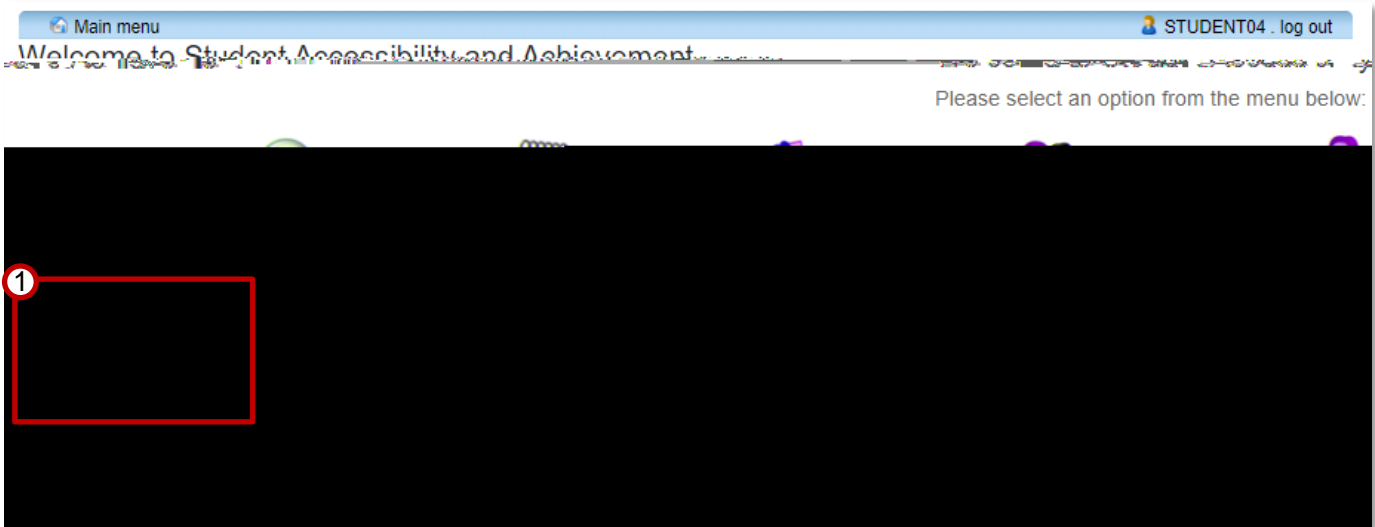 Main menu
STUDENT04 . log out
Welcome to Student Accessibility and Achievement
Please select an option from the menu below:
1